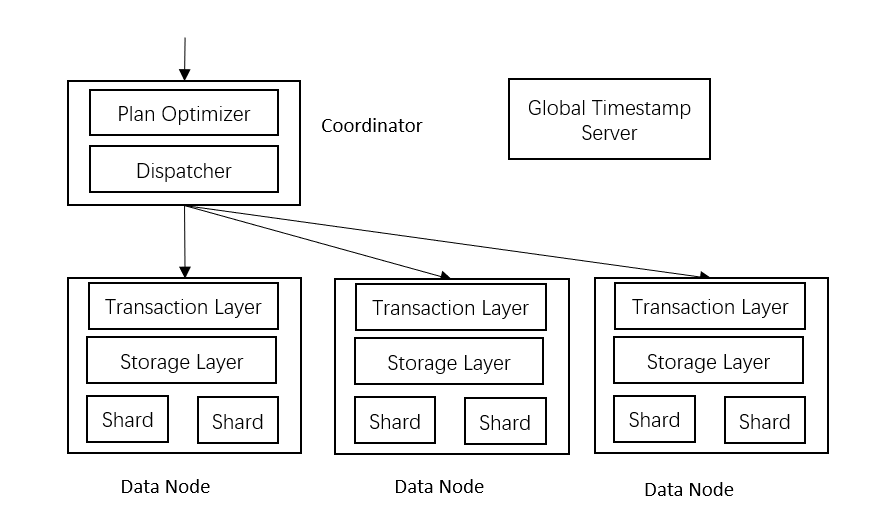 Plan Optimizer
Coordinator
Global Timestamp
Server
Dispatcher
Transaction Layer
Storage Layer
Shard
Shard
Data Node
Transaction Layer
Storage Layer
Shard
Shard
Data Node
Transaction Layer
Storage Layer
Shard
Shard
Data Node